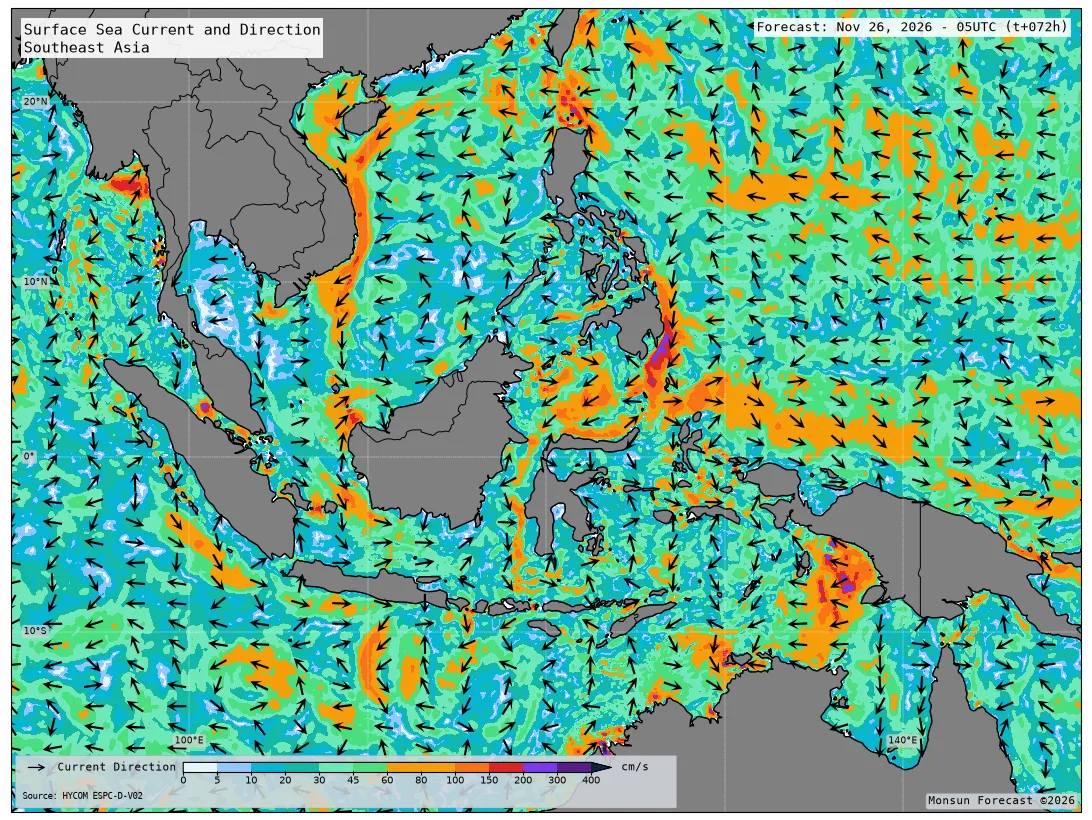 Surface Sea Current and Direction
Southeast Asia
Forecast: Nov 26, 2026 - 05UTC (t+072h)
20°N
10°N
0°
10°S
100°E
140°E
Current Direction
0 5 10 20 30 45 60 80 100 150 200 300 400
cm/s
Source: HYCOM ESPC-D-V02
Monsun Forecast ©2026